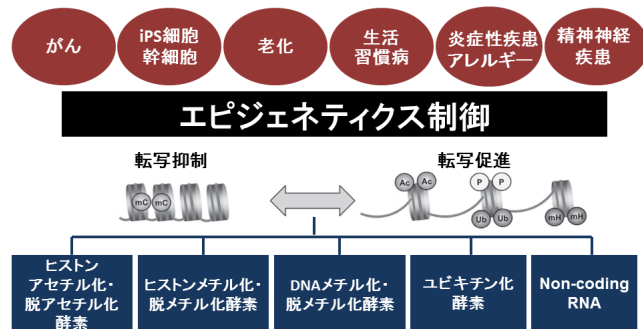 がん
iPS細胞
幹細胞
老化
生活
習慣病
炎症性疾患
アレルギー
精神神経
疾患
エピジェネティクス制御
転写抑制
転写促進
mC
mC
Ac
Ac
P
P
Ub
Ub
mH
mH
ヒストン
アセチル化・
脱アセチル化
酵素
ヒストンメチル化・
脱メチル化酵素
DNAメチル化・
脱メチル化酵素
ユビキチン化
酵素
Non-coding
RNA